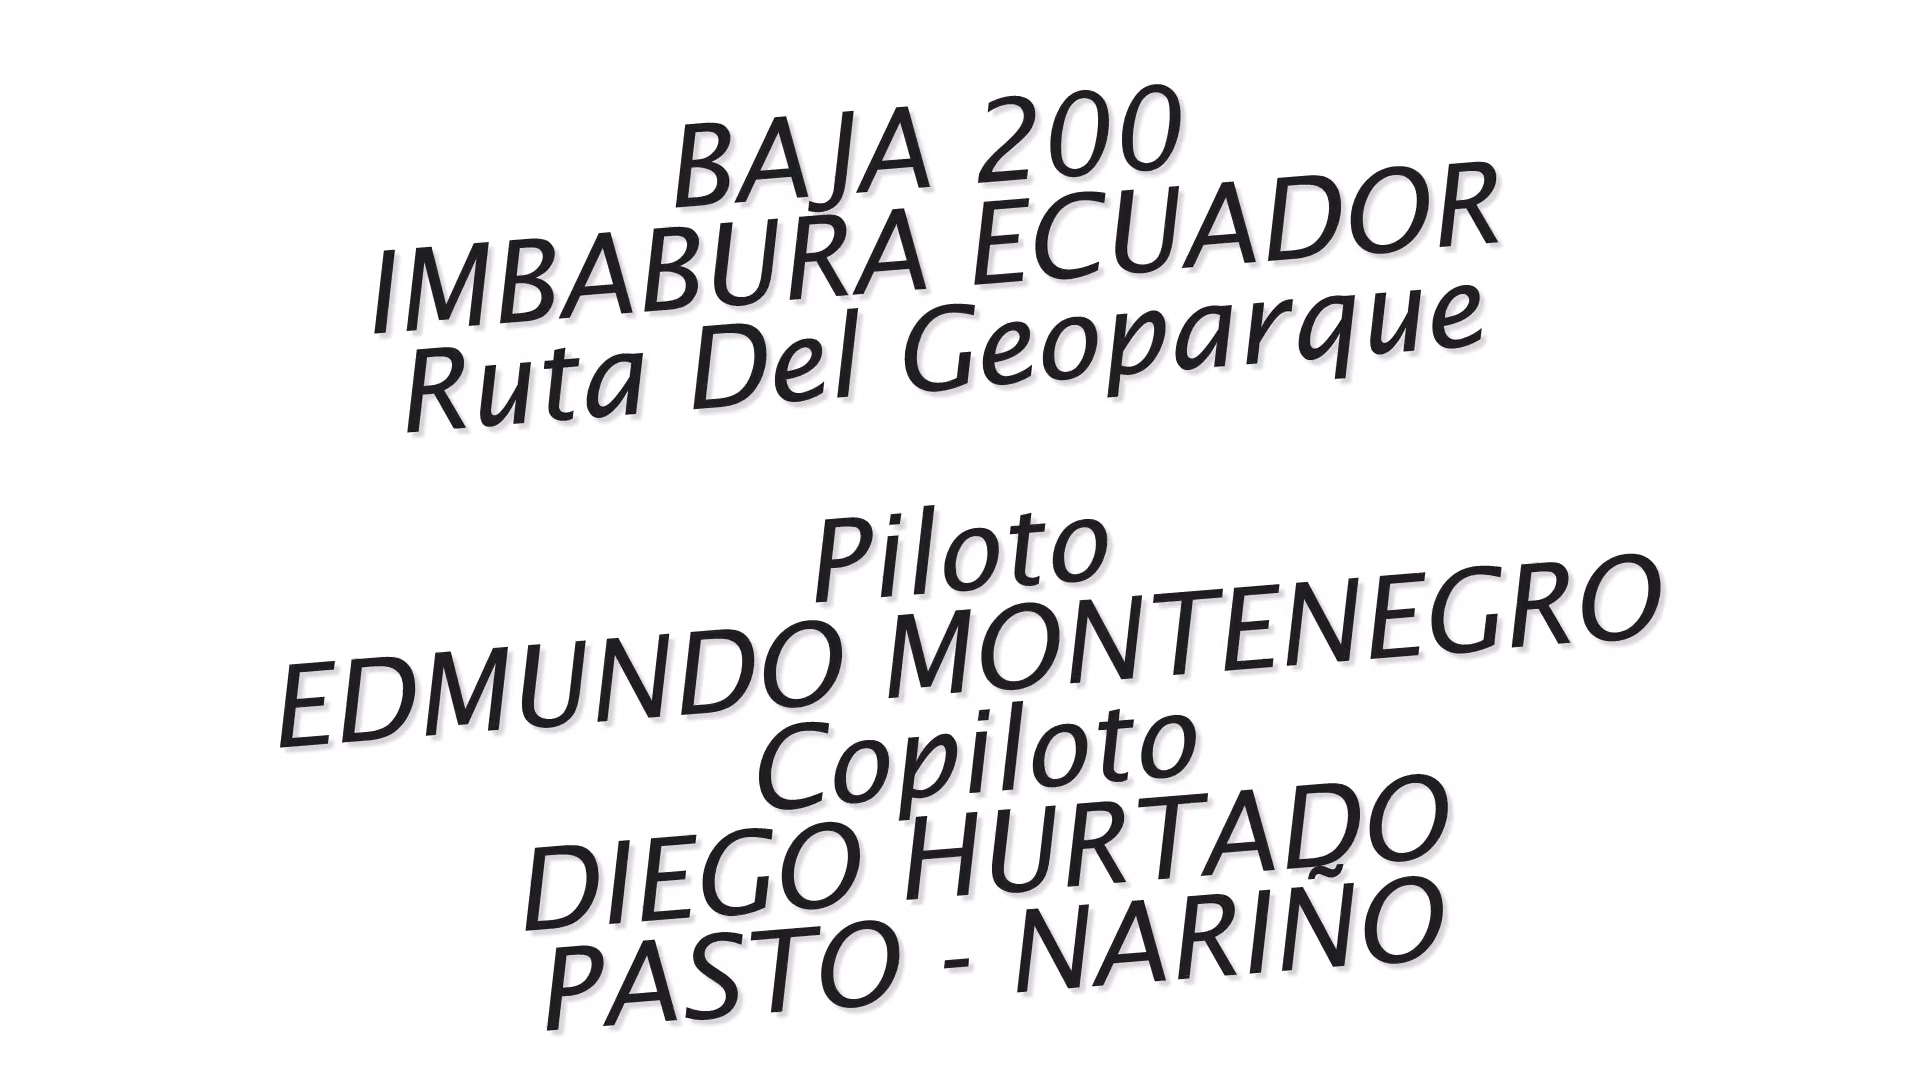 BAJA 200
IMBABURA ECUADOR
Ruta Del Geoparque
Piloto
EDMUNDO MONTENEGRO
Copiloto
DIEGO HURTADO
PASTO - NARIÑO